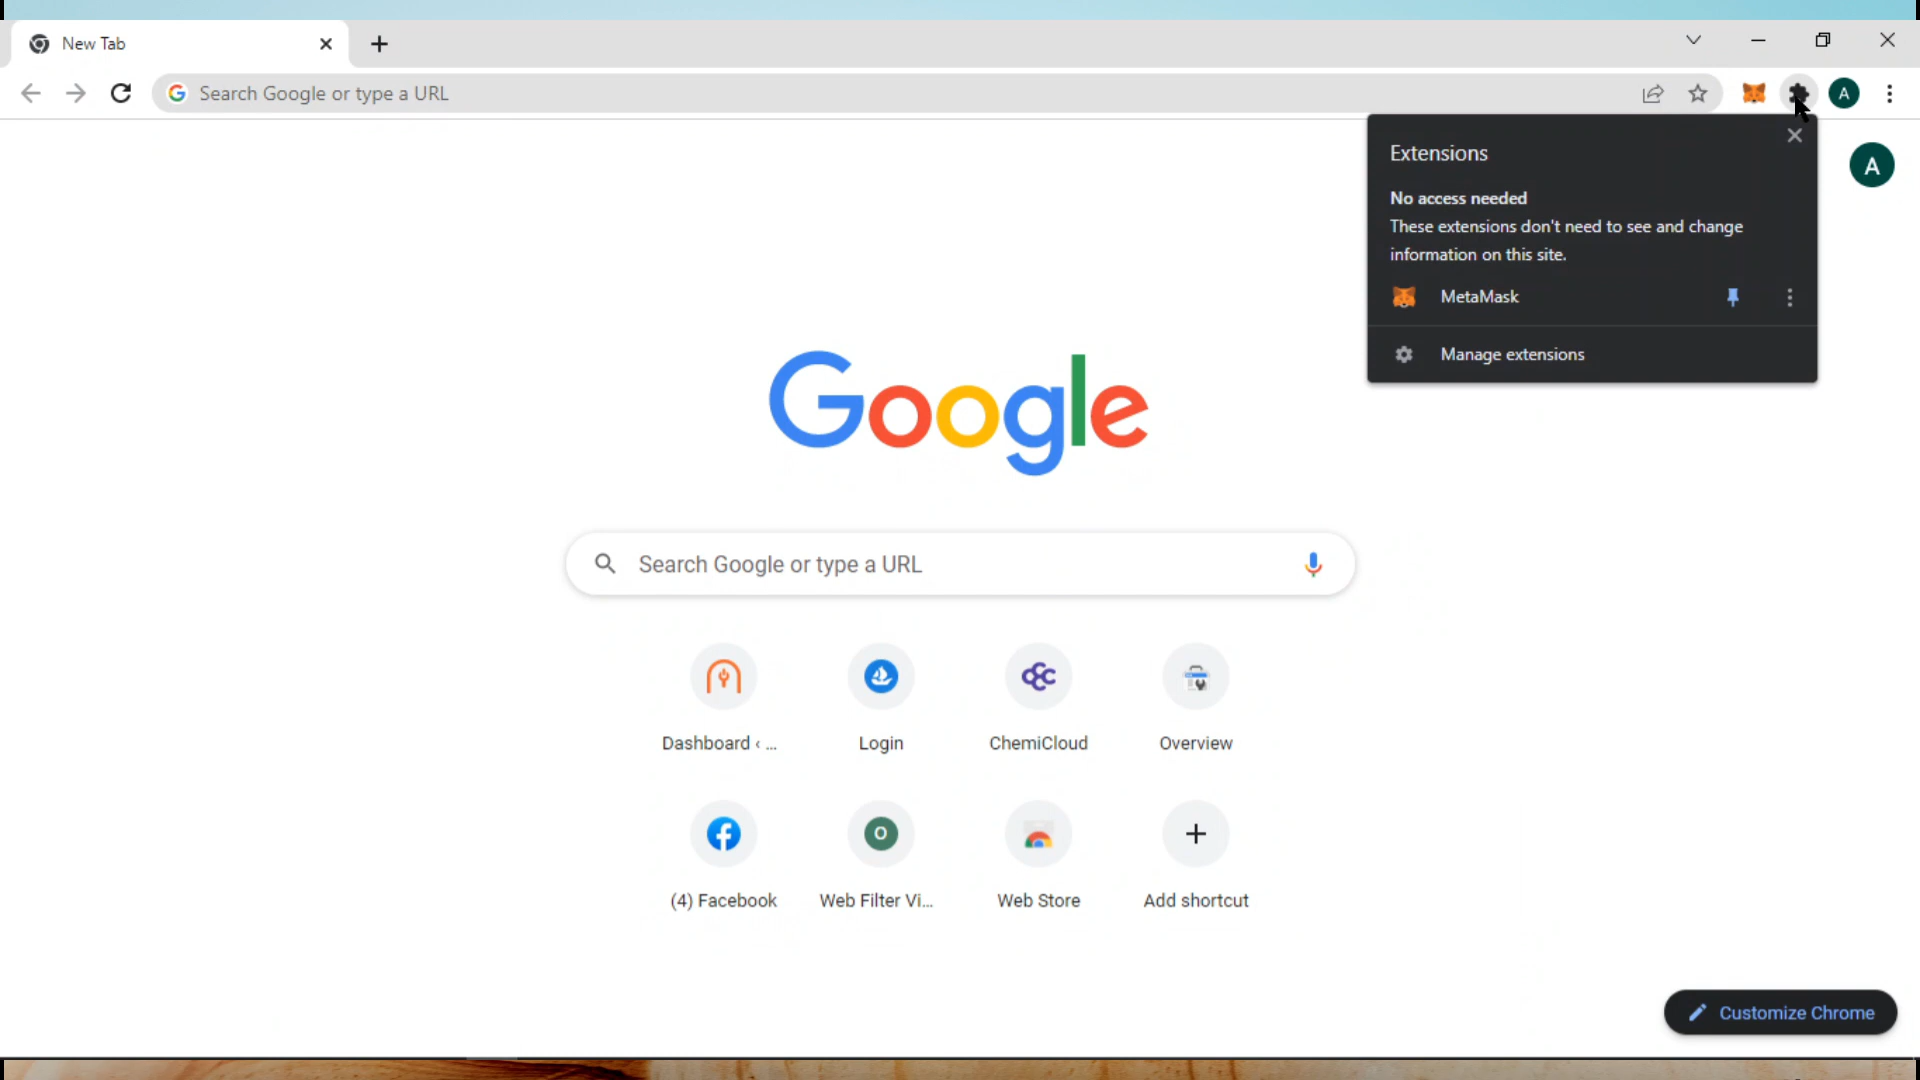 New Tab
Search Google or type a URL
A
Extensions
No access needed
These extensions don't need to see and change
information on this site.
MetaMask
Manage extensions
A
Google
Search Google or type a URL
Dashboard ‹ ...
Login
ChemiCloud
Overview
(4) Facebook
O
Web Filter Vi...
Web Store
Add shortcut
Customize Chrome